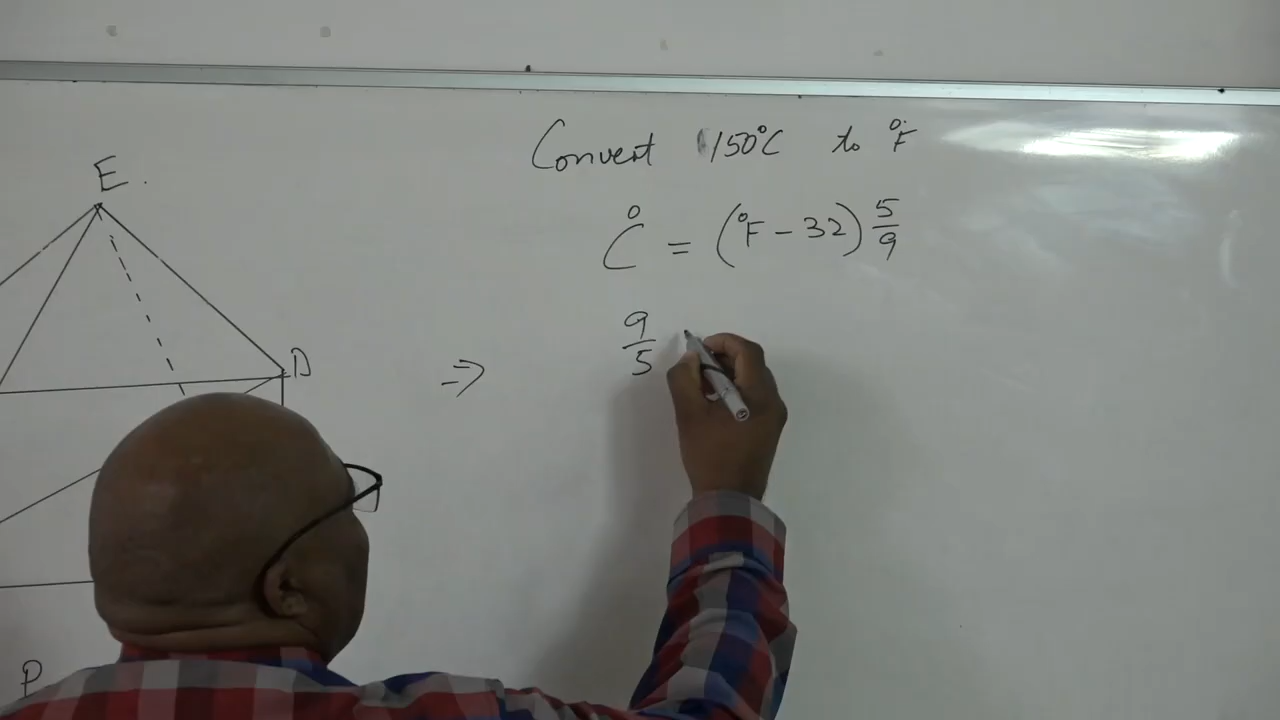 Convert 150°C to °F
°C = (°F - 32) 5/9
⇒ 9/5
E.
D
P